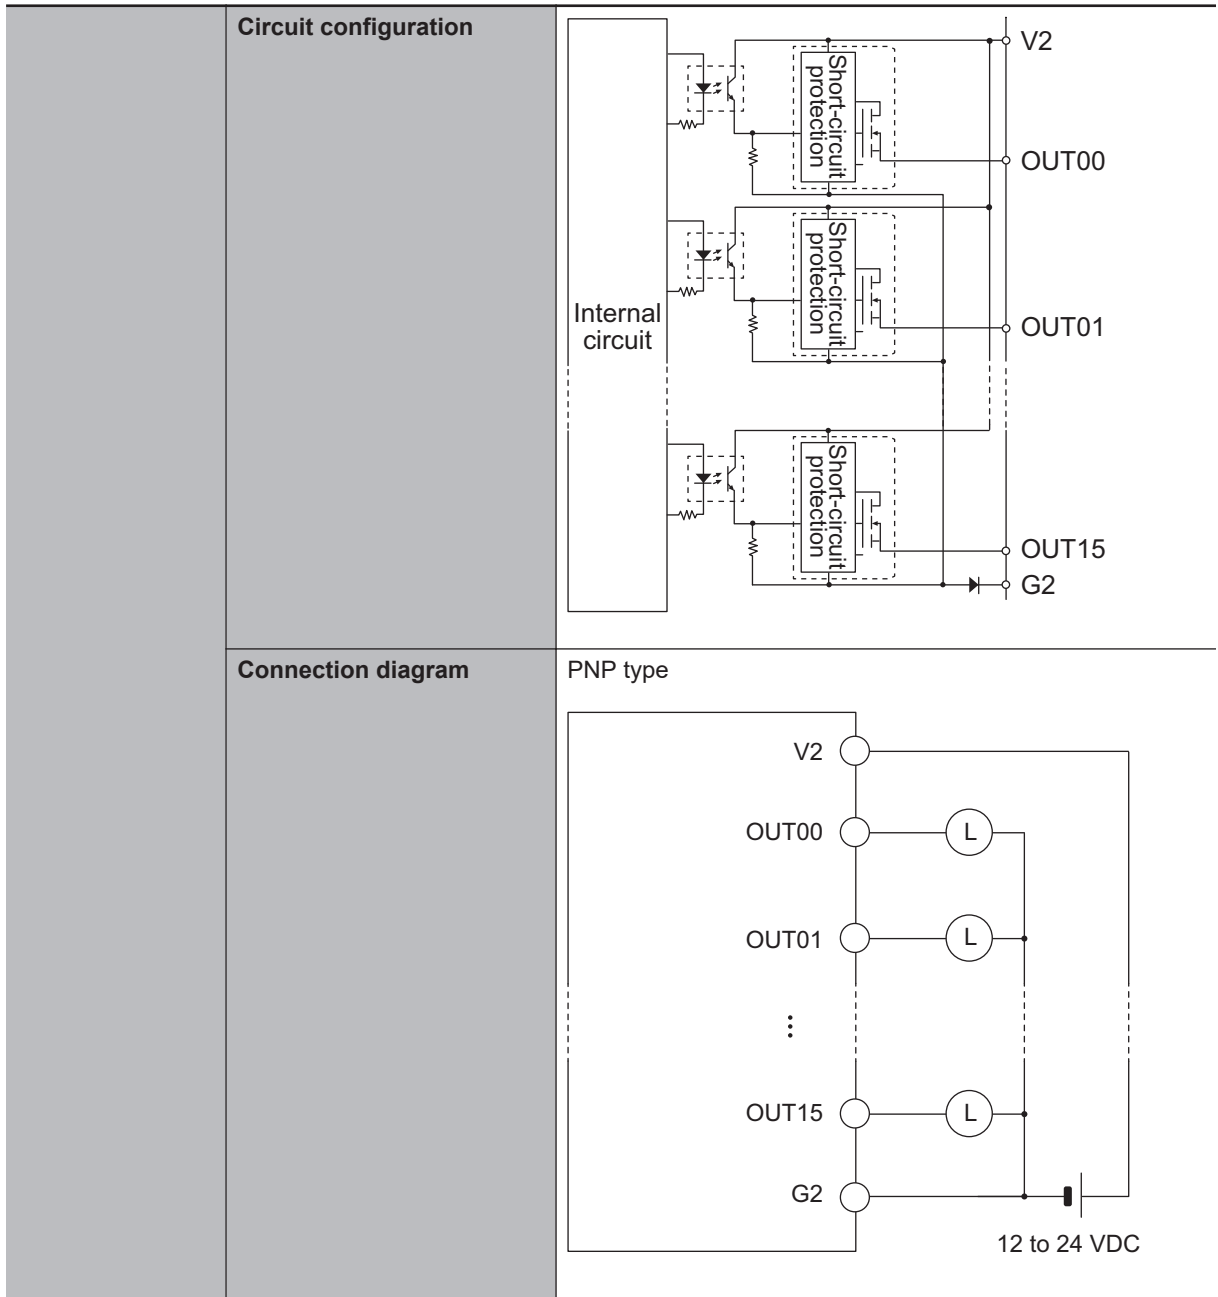 Circuit configuration
V2
Short-circuit
protection
OUT00
Short-circuit
protection
Internal
circuit
OUT01
Short-circuit
protection
OUT15
G2
Connection diagram
PNP type
V2
OUT00
L
OUT01
L
OUT15
L
G2
12 to 24 VDC